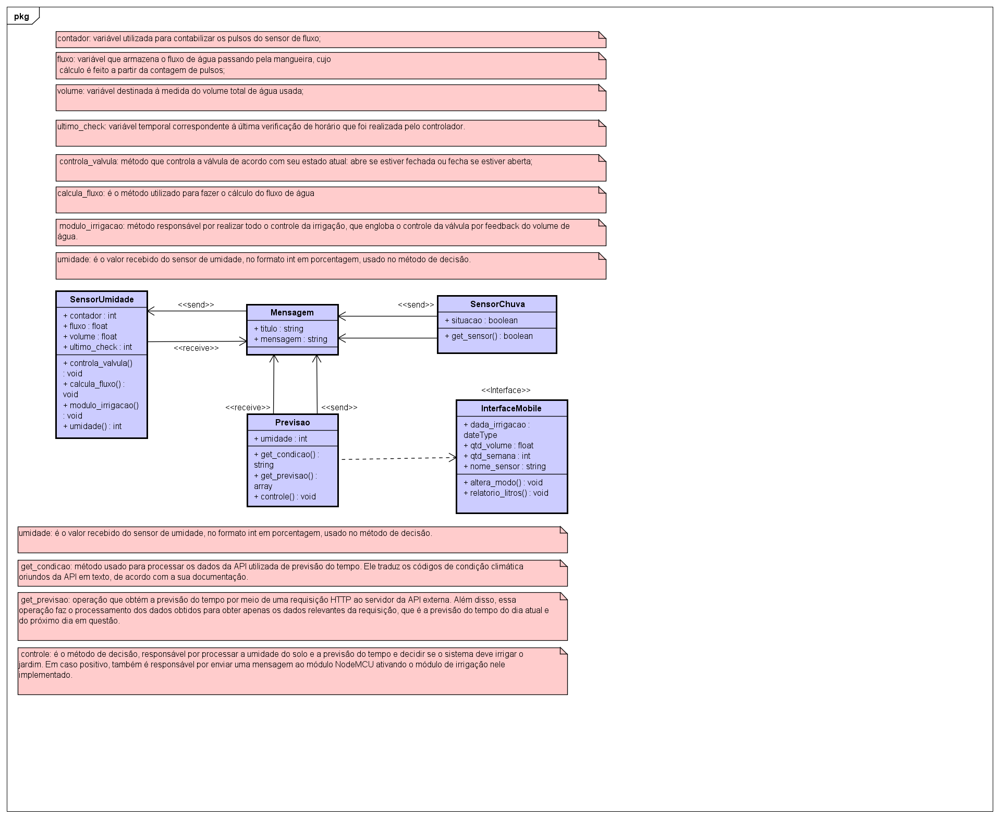 pkg
contador: variável utilizada para contabilizar os pulsos do sensor de fluxo;
fluxo: variável que armazena o fluxo de água passando pela mangueira, cujo
cálculo é feito a partir da contagem de pulsos;
volume: variável destinada à medida do volume total de água usada;
ultimo_check: variável temporal correspondente à última verificação de horário que foi realizada pelo controlador.
controla_valvula: método que controla a válvula de acordo com seu estado atual: abre se estiver fechada ou fecha se estiver aberta;
calcula_fluxo: é o método utilizado para fazer o cálculo do fluxo de água
modulo_irrigacao: método responsável por realizar todo o controle da irrigação, que engloba o controle da válvula por feedback do volume de
água.
umidade: é o valor recebido do sensor de umidade, no formato int em porcentagem, usado no método de decisão.
SensorUmidade
+ contador : int
+ fluxo : float
+ volume : float
+ ultimo_check : int
+ controla_valvula()
: void
+ calcula_fluxo() :
void
+ modulo_irrigacao()
: void
+ umidade() : int
<<send>>
<<receive>>
Mensagem
+ titulo : string
+ mensagem : string
<<send>>
SensorChuva
+ situacao : boolean
+ get_sensor() : boolean
<<receive>>
<<send>>
Previsao
+ umidade : int
+ get_condicao() :
string
+ get_previsao() :
array
+ controle() : void
<<Interface>>
InterfaceMobile
+ dada_irrigacao :
dateType
+ qtd_volume : float
+ qtd_semana : int
+ nome_sensor : string
+ altera_modo() : void
+ relatorio_litros() : void
umidade: é o valor recebido do sensor de umidade, no formato int em porcentagem, usado no método de decisão.
get_condicao: método usado para processar os dados da API utilizada de previsão do tempo. Ele traduz os códigos de condição climática
oriundos da API em texto, de acordo com a sua documentação.
get_previsao: operação que obtém a previsão do tempo por meio de uma requisição HTTP ao servidor da API externa. Além disso, essa
operação faz o processamento dos dados obtidos para obter apenas os dados relevantes da requisição, que é a previsão do tempo do dia atual e
do próximo dia em questão.
controle: é o método de decisão, responsável por processar a umidade do solo e a previsão do tempo e decidir se o sistema deve irrigar o
jardim. Em caso positivo, também é responsável por enviar uma mensagem ao módulo NodeMCU ativando o módulo de irrigação nele
implementado.